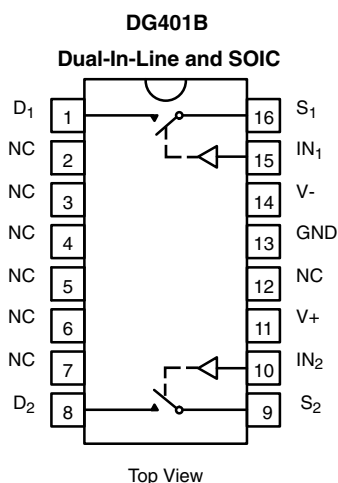 DG401B
Dual-In-Line and SOIC
D1 1 16 S1
NC 2 15 IN1
NC 3 14 V-
NC 4 13 GND
NC 5 12 NC
NC 6 11 V+
NC 7 10 IN2
D2 8 9 S2
Top View